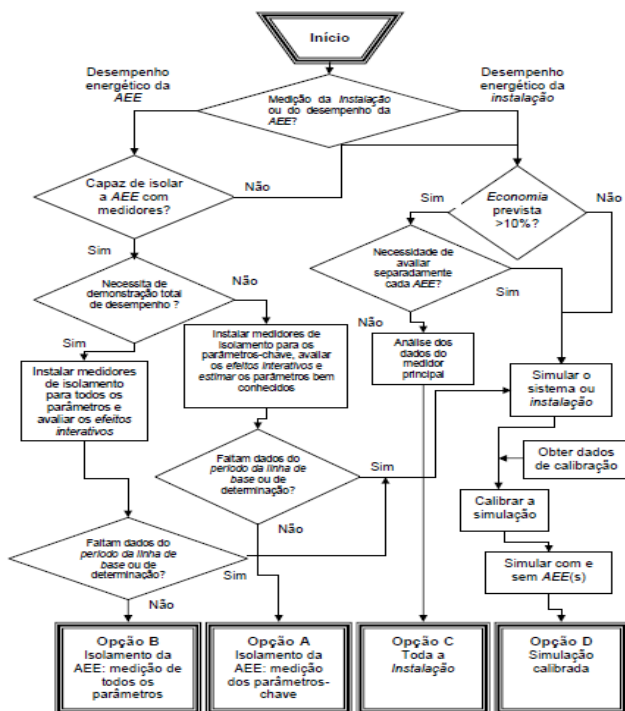 Início
Desempenho
energético da
AEE
Desempenho
energético da
instalação
Medição da Instalação
ou do desempenho da
AEE?
Capaz de isolar
a AEE com
medidores?
Não
Sim
Economia
prevista
>10%?
Não
Sim
Necessidade de
avaliar
separadamente
cada AEE?
Sim
Não
Necessita de
demonstração total
de desempenho ?
Não
Sim
Instalar medidores de
isolamento para os
parâmetros-chave, avaliar
os efeitos interativos e
estimar os parâmetros bem
conhecidos
Análise dos
dados do
medidor
principal
Simular o
sistema ou
instalação
Instalar medidores
de isolamento
para todos os
parâmetros e
avaliar os efeitos
interativos
Faltam dados do
período da linha de
base ou de
determinação?
Sim
Não
Obter dados
de calibração
Calibrar a
simulação
Faltam dados do
período da linha de
base ou de
determinação?
Sim
Não
Simular com e
sem AEE(s)
Opção B
Isolamento da
AEE: medição de
todos os
parâmetros
Opção A
Isolamento da
AEE: medição
dos parâmetros-
chave
Opção C
Toda a
Instalação
Opção D
Simulação
calibrada